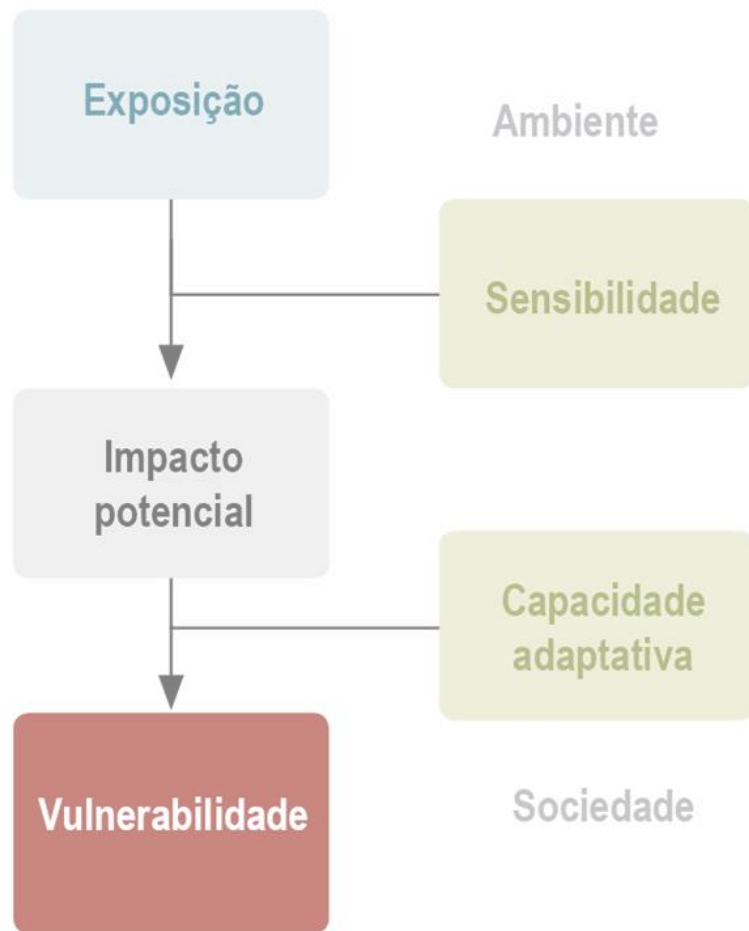 Exposição
Ambiente
Sensibilidade
Impacto
potencial
Capacidade
adaptativa
Vulnerabilidade
Sociedade